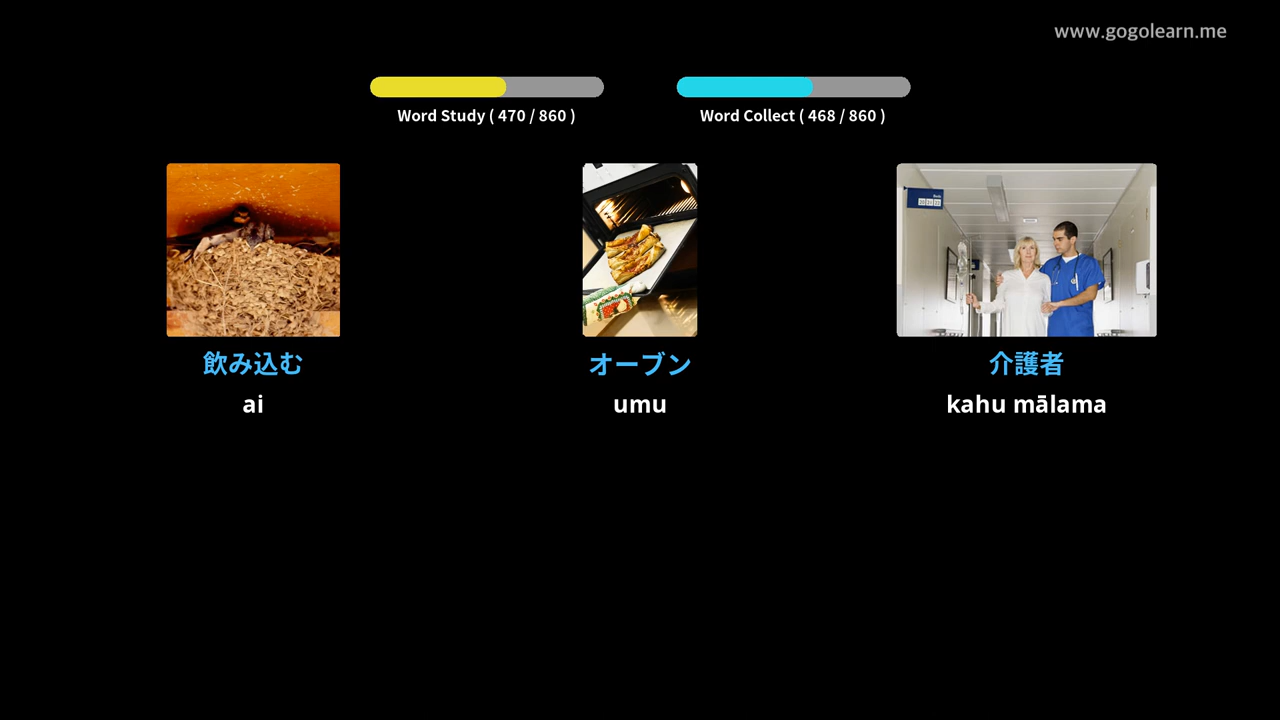 www.gogolearn.me
Word Study ( 470 / 860 )
Word Collect ( 468 / 860 )
飲み込む
オーブン
介護者
ai
umu
kahu mālama